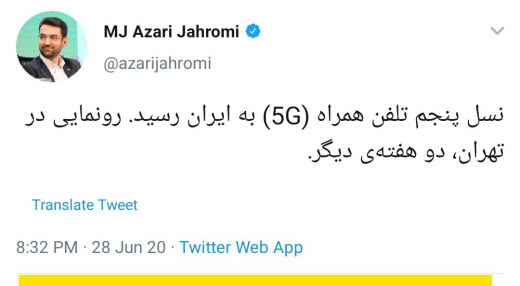 MJ Azari Jahromi
@azarijahromi
نسل پنجم تلفن همراه (5G) به ایران رسید. رونمایی در
تهران، دو هفته‌ی دیگر.
Translate Tweet
8:32 PM · 28 Jun 20 · Twitter Web App